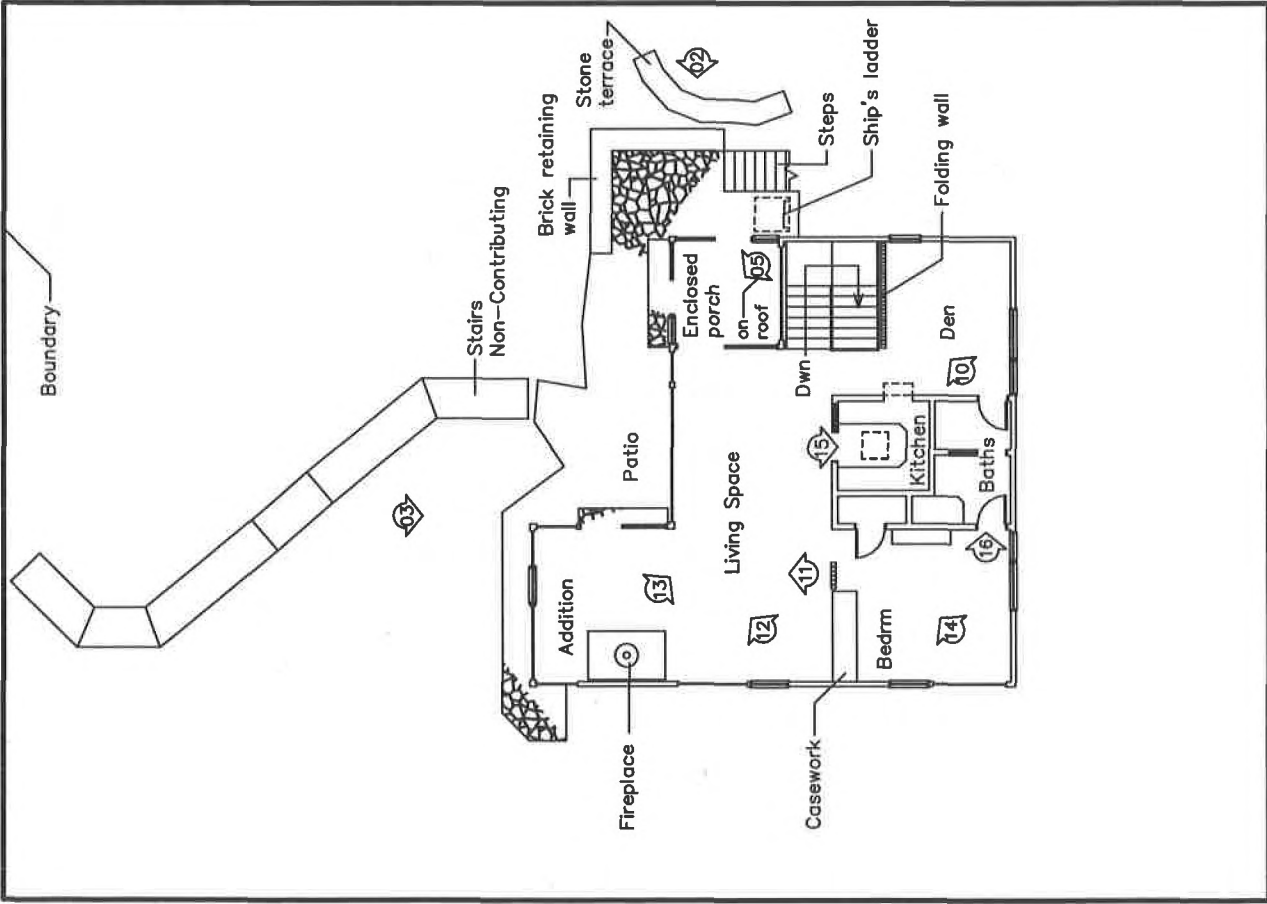 Boundary
Stairs
Non-Contributing
Brick retaining
wall
Stone
terrace
02
Steps
Ship's ladder
Folding wall
03
Patio
Enclosed
porch
on
roof
05
Dwn
Den
10
Addition
13
Living Space
15
Kitchen
Baths
12
11
16
Bedrm
14
Fireplace
Casework